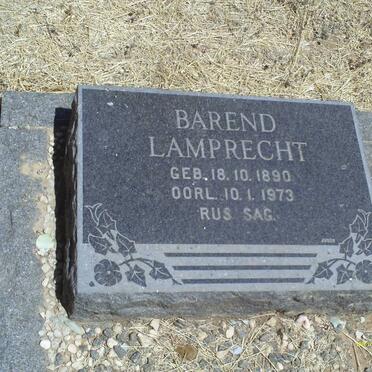 BAREND
LAMPRECHT
GEB. 18.10.1890
OORL. 10.1.1973
RUS SAG.